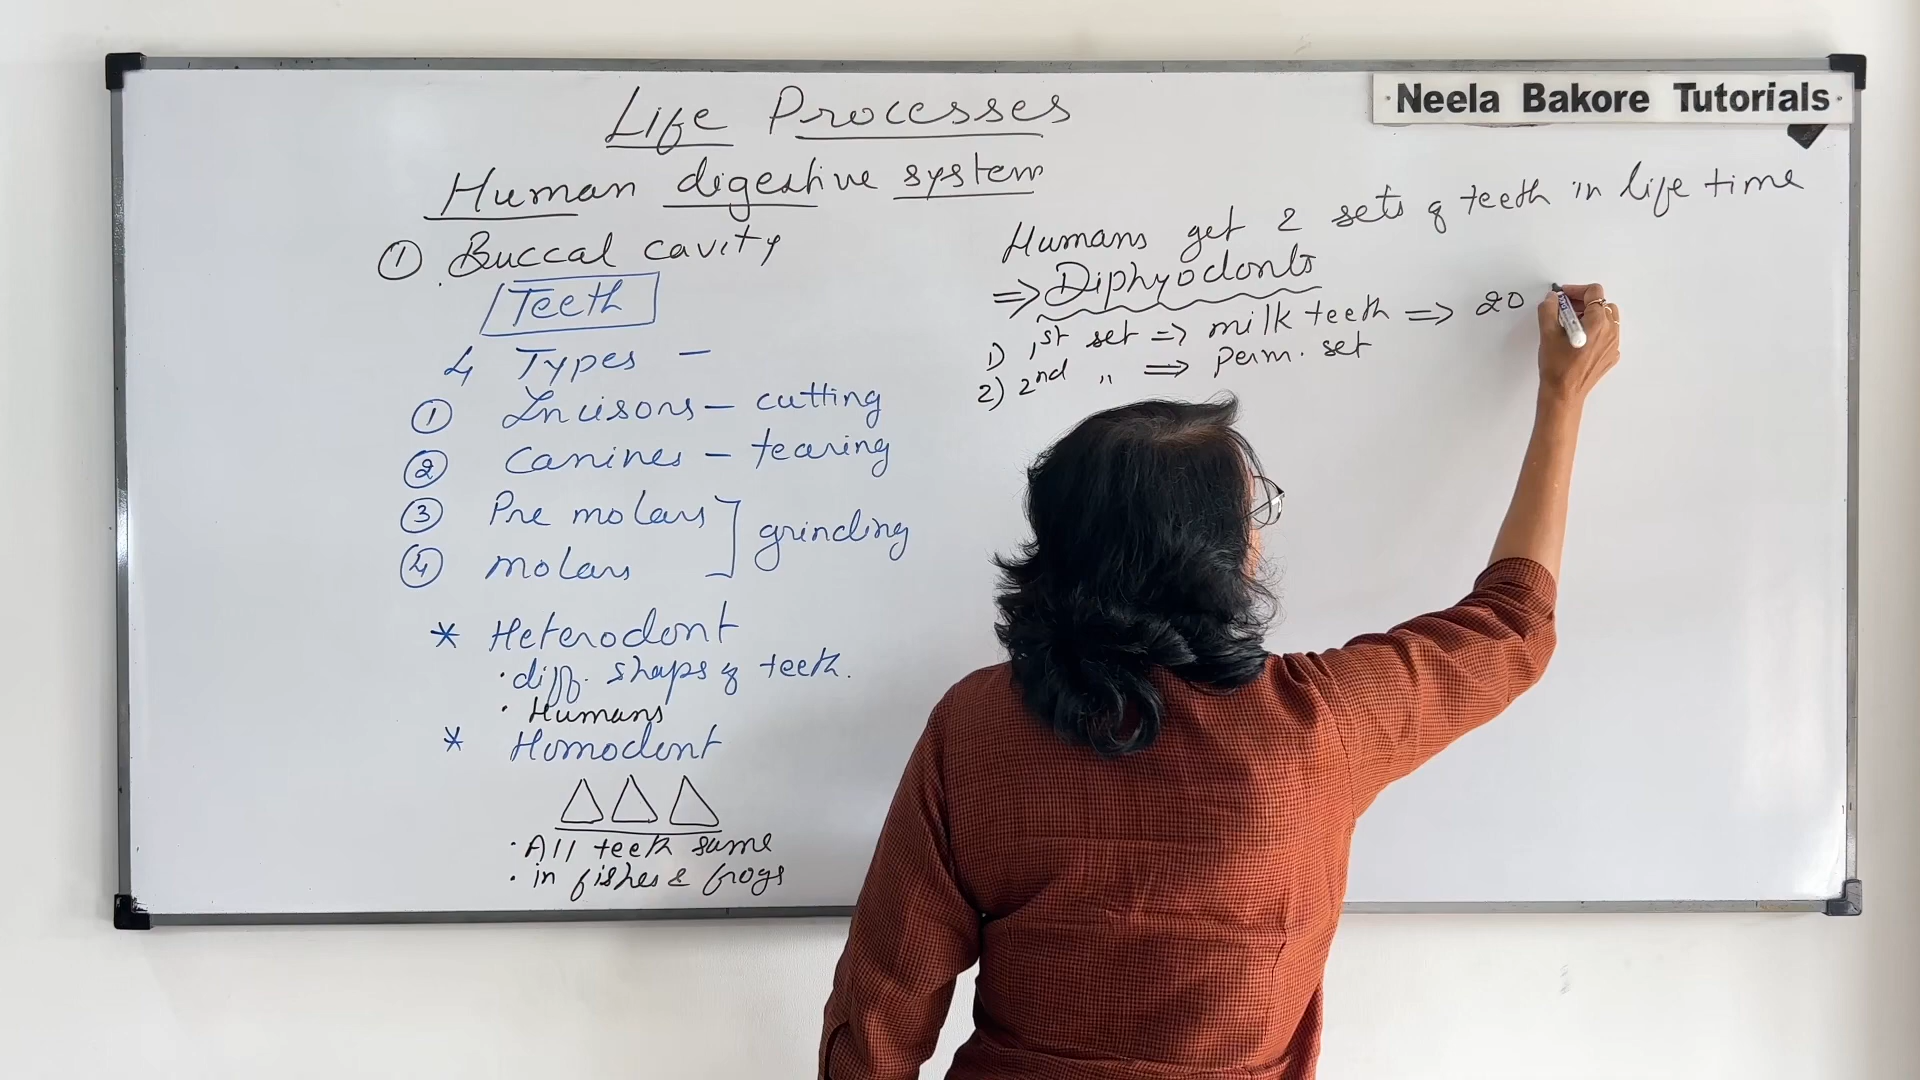 Neela Bakore Tutorials
Life Processes
Human digestive system
① Buccal cavity
Teeth
4 Types —
① Incisors — cutting
② Canines — tearing
③ Pre molars
④ molars
grinding
* Heterodont
· diff. shaps of teeth.
· Humans
* Homodont
· All teeth same
· in fishes & frogs
Humans get 2 sets of teeth in life time
⇒ Diphyodonts
1) 1st set ⇒ milk teeth ⇒ 20
2) 2nd " ⇒ perm. set